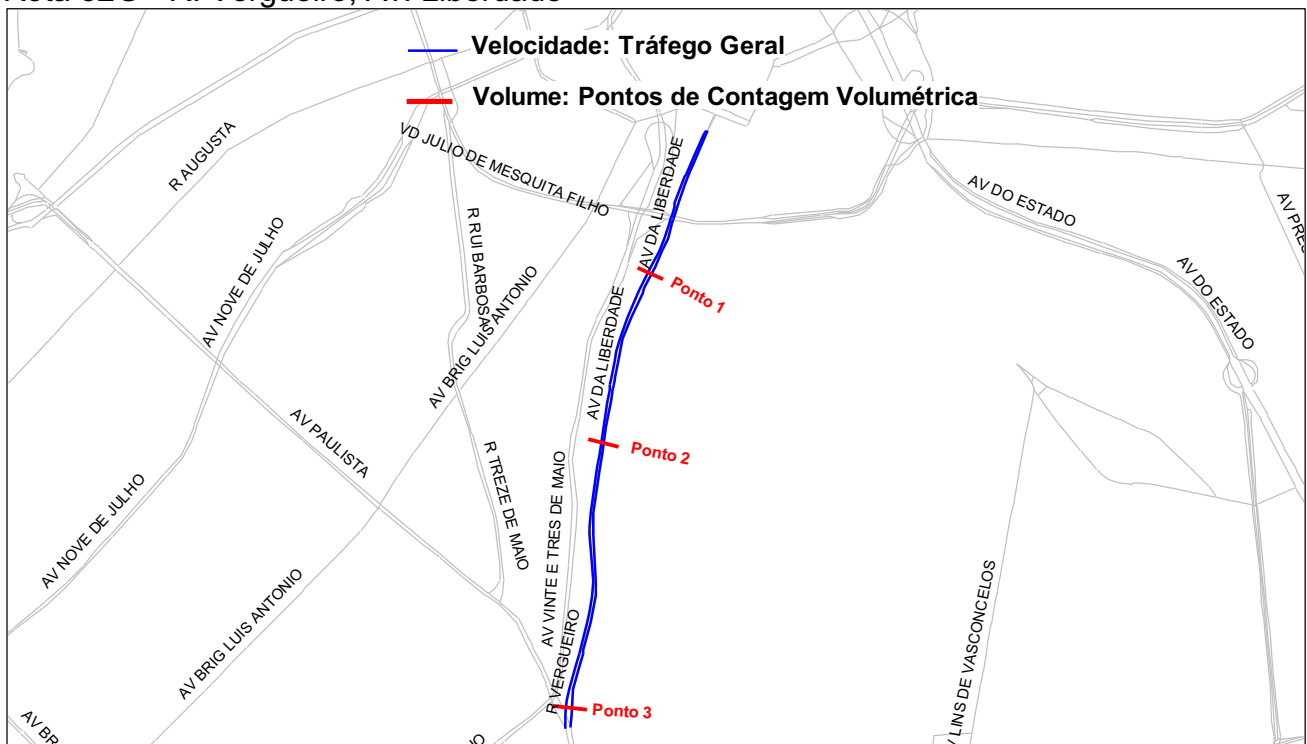 Velocidade: Tráfego Geral
Volume: Pontos de Contagem Volumétrica
R AUGUSTA
VD JULIO DE MESQUITA FILHO
AV DA LIBERDADE
AV DO ESTADO
R RUI BARBOSA
AV NOVE DE JULHO
AV BRIG LUIS ANTONIO
Ponto 1
AV DO ESTADO
AV DA LIBERDADE
AV PAULISTA
Ponto 2
R TREZE DE MAIO
AV VINTE E TRES DE MAIO
AV NOVE DE JULHO
AV BRIG LUIS ANTONIO
R VERGUEIRO
LINS DE VASCONCELOS
Ponto 3